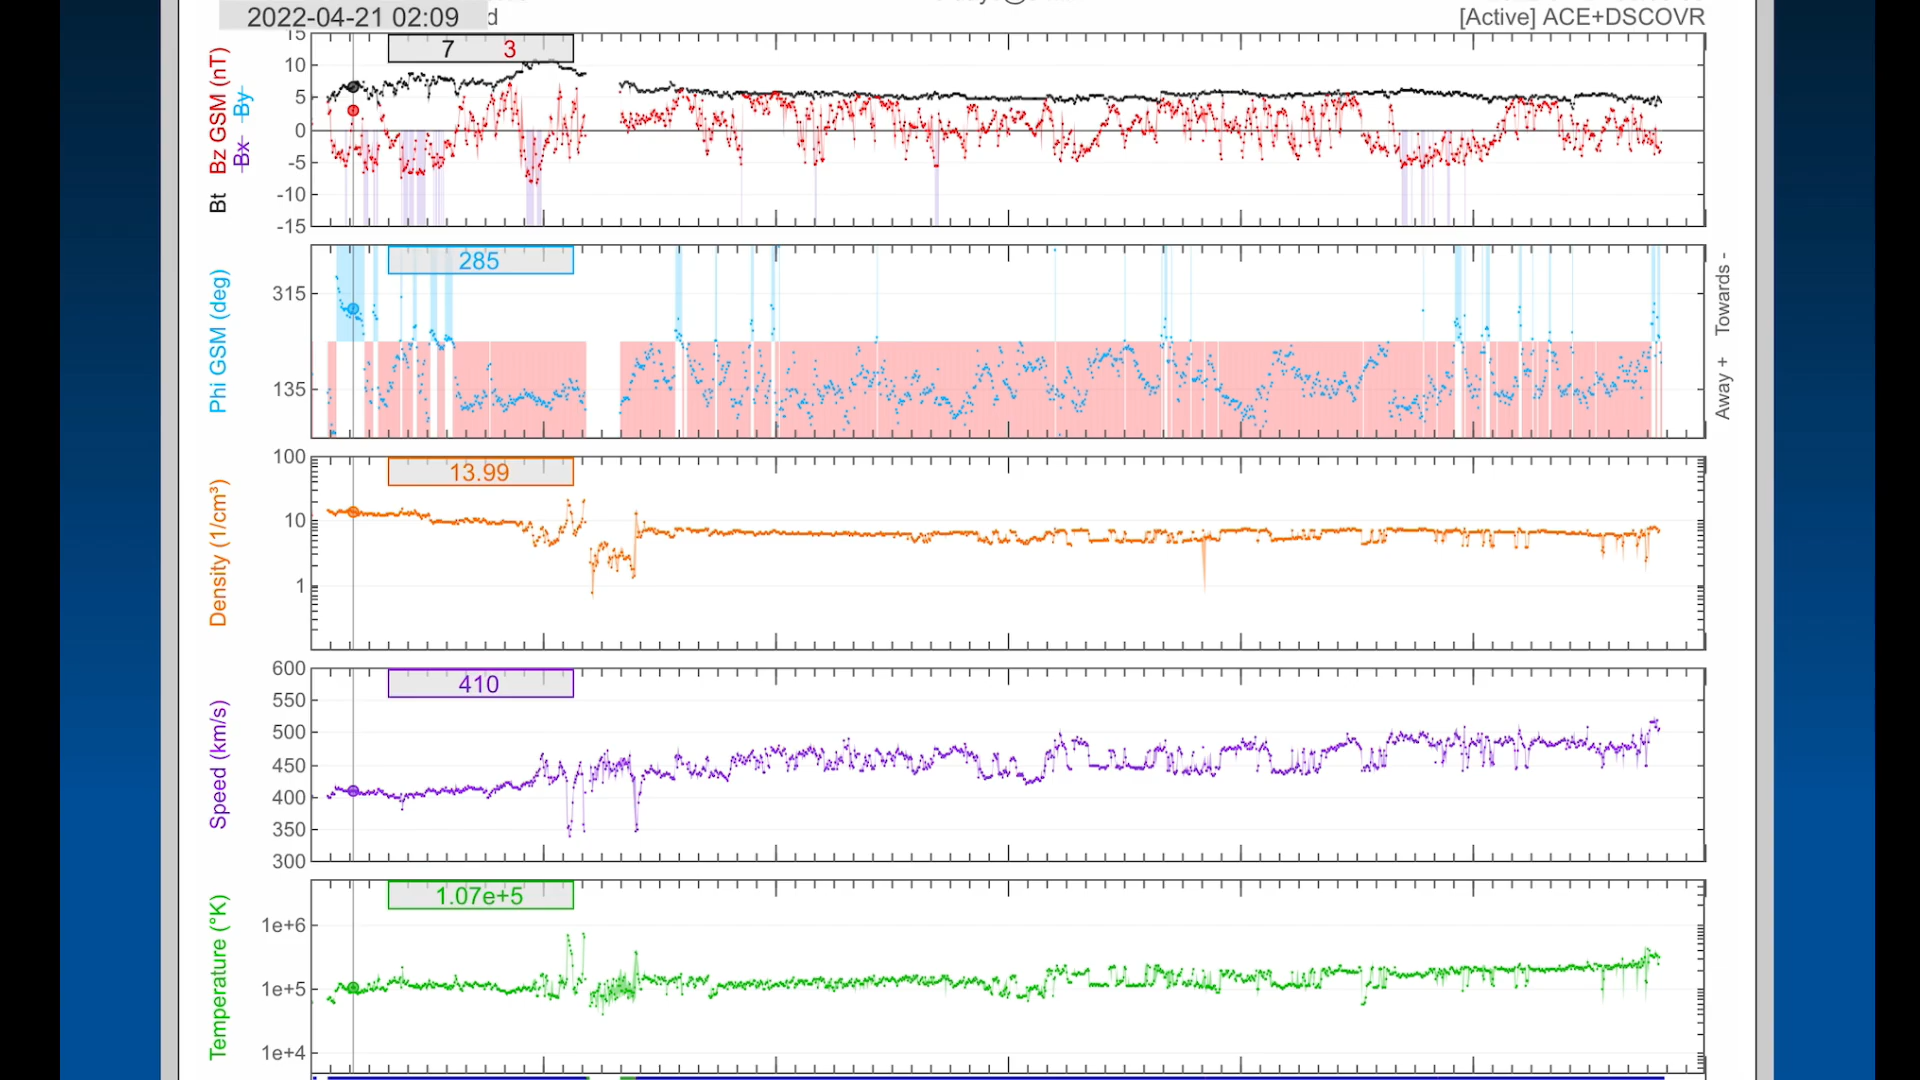 2022-04-21 02:09
[Active] ACE+DSCOVR
7 3
15
10
5
0
-5
-10
-15
Bt Bz GSM (nT)
Bx By
285
315
135
Phi GSM (deg)
Away + Towards -
13.99
100
10
1
Density (1/cm³)
410
600
550
500
450
400
350
300
Speed (km/s)
1.07e+5
1e+6
1e+5
1e+4
Temperature (°K)